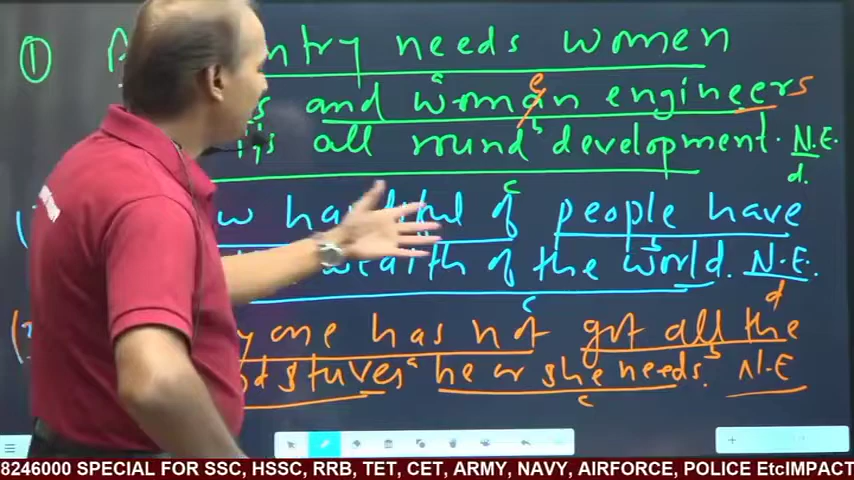 ① ntry needs women
a
s and woman engineers
e
b
all round development. N.E.
c
d
w handful of people have
b
wealth of the world. N.E.
c
d
y one has not got all the
a
b
he or she needs. N.E
c
8246000 SPECIAL FOR SSC, HSSC, RRB, TET, CET, ARMY, NAVY, AIRFORCE, POLICE EtcIMPACT